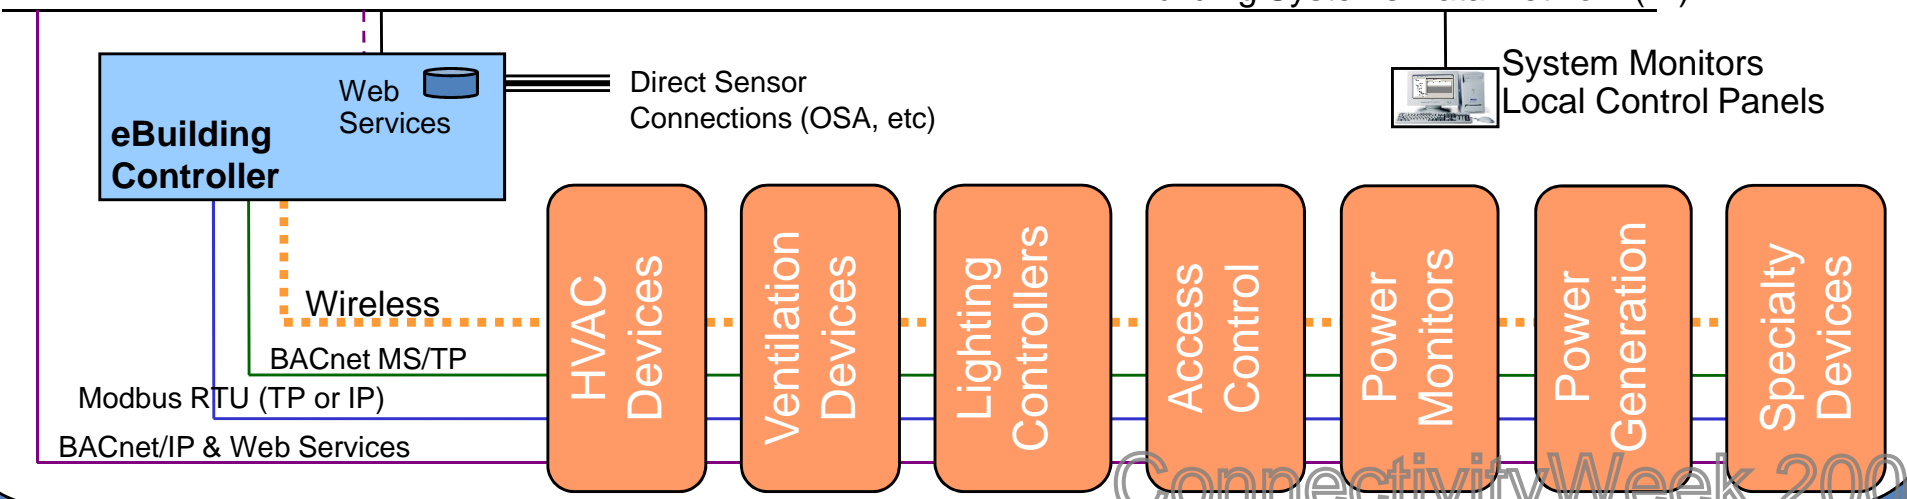 System Monitors
Local Control Panels
Web
Services
eBuilding
Controller
Direct Sensor
Connections (OSA, etc)
Wireless
BACnet MS/TP
Modbus RTU (TP or IP)
BACnet/IP & Web Services
HVAC
Devices
Ventilation
Devices
Lighting
Controllers
Access
Control
Power
Monitors
Power
Generation
Specialty
Devices
ConnectivityWeek